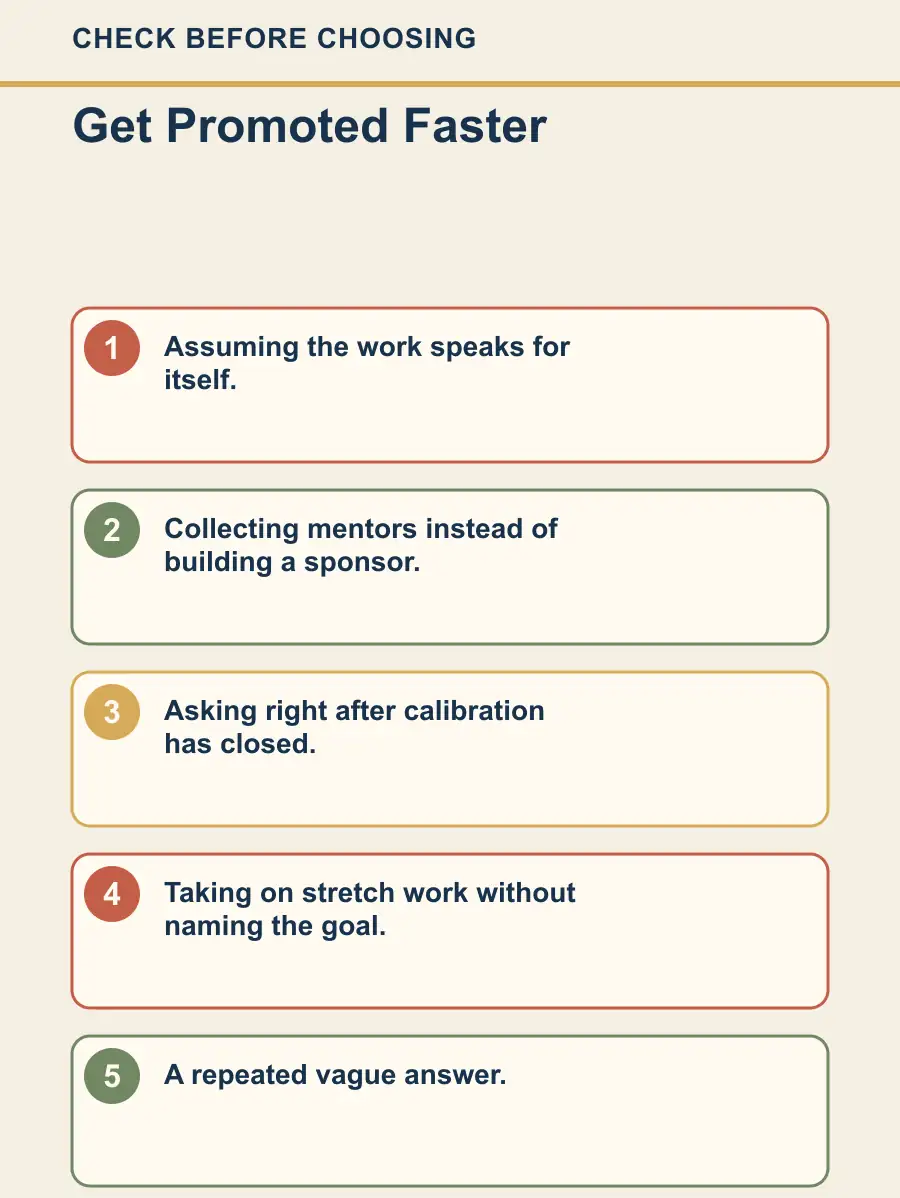 CHECK BEFORE CHOOSING
Get Promoted Faster
1
Assuming the work speaks for
itself.
2
Collecting mentors instead of
building a sponsor.
3
Asking right after calibration
has closed.
4
Taking on stretch work without
naming the goal.
5
A repeated vague answer.